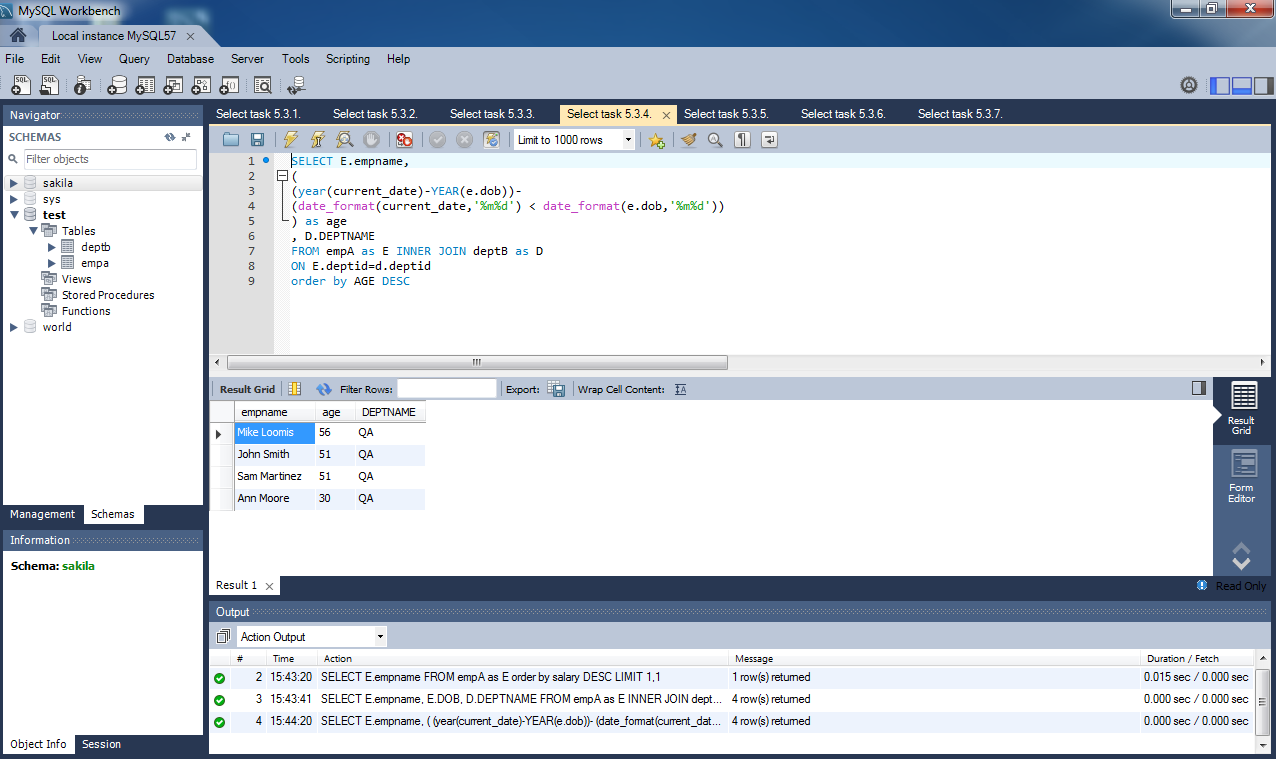 MySQL Workbench
Local instance MySQL57
File Edit View Query Database Server Tools Scripting Help
Navigator
SCHEMAS
Filter objects
sakila
sys
test
Tables
deptb
empa
Views
Stored Procedures
Functions
world
Management Schemas
Information
Schema: sakila
Object Info Session
Select task 5.3.1. Select task 5.3.2. Select task 5.3.3. Select task 5.3.4. Select task 5.3.5. Select task 5.3.6. Select task 5.3.7.
Limit to 1000 rows
1 SELECT E.empname,
2 (
3 (year(current_date)-YEAR(e.dob))-
4 (date_format(current_date,'%m%d') < date_format(e.dob,'%m%d'))
5 ) as age
6 , D.DEPTNAME
7 FROM empA as E INNER JOIN deptB as D
8 ON E.deptid=d.deptid
9 order by AGE DESC
Result Grid Filter Rows: Export: Wrap Cell Content:
empname age DEPTNAME
Mike Loomis 56 QA
John Smith 51 QA
Sam Martinez 51 QA
Ann Moore 30 QA
Result Grid
Form Editor
Result 1
Read Only
Output
Action Output
# Time Action Message Duration / Fetch
2 15:43:20 SELECT E.empname FROM empA as E order by salary DESC LIMIT 1,1 1 row(s) returned 0.015 sec / 0.000 sec
3 15:43:41 SELECT E.empname, E.DOB, D.DEPTNAME FROM empA as E INNER JOIN dept... 4 row(s) returned 0.000 sec / 0.000 sec
4 15:44:20 SELECT E.empname, ( (year(current_date)-YEAR(e.dob))- (date_format(current_dat... 4 row(s) returned 0.000 sec / 0.000 sec